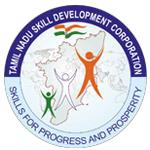 TAMIL NADU SKILL DEVELOPMENT CORPORATION
SKILLS FOR PROGRESS AND PROSPERITY